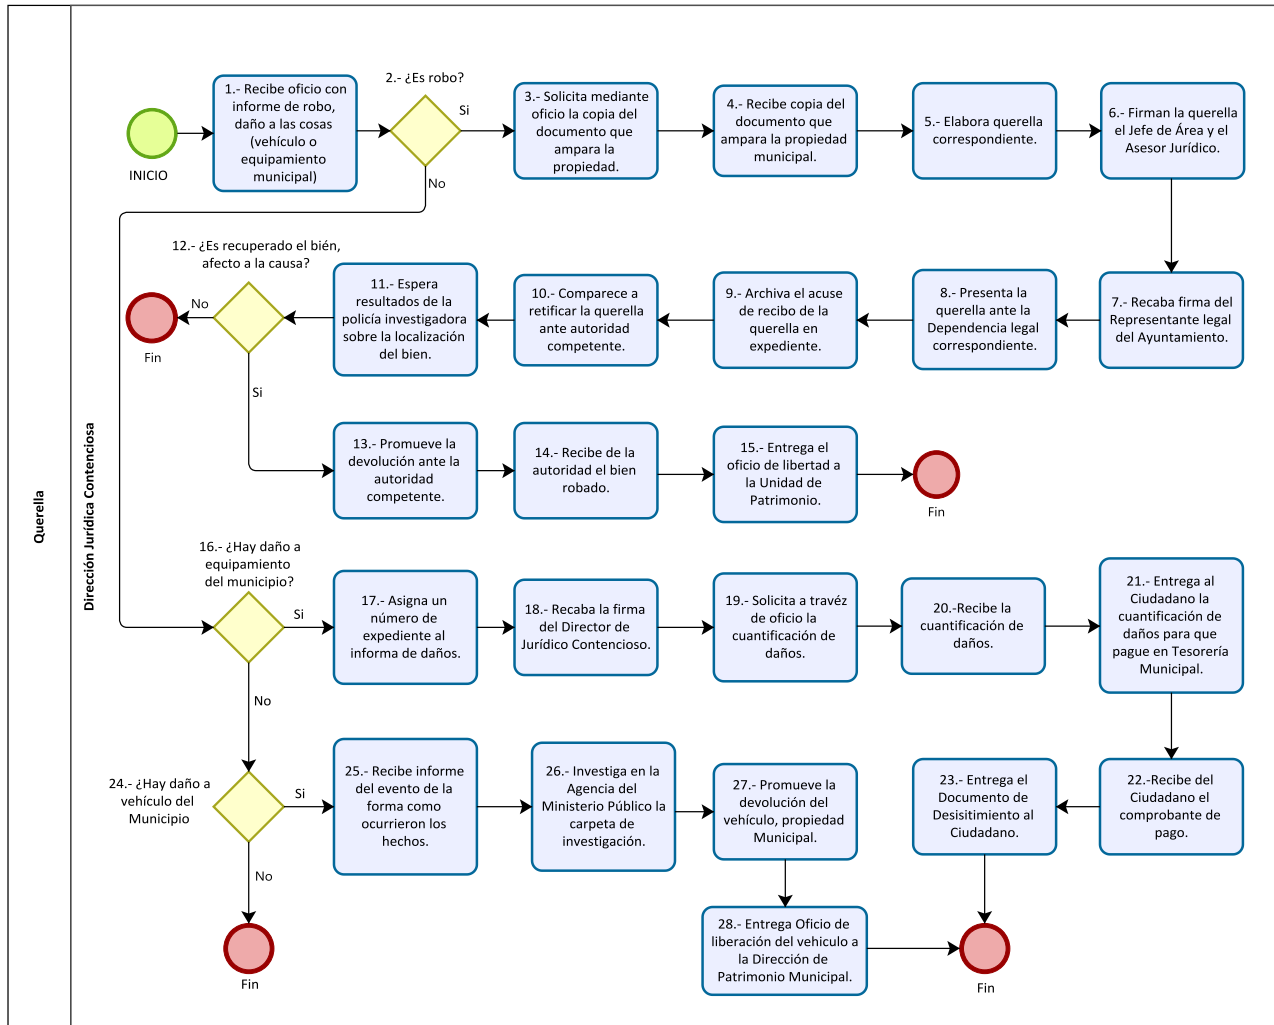 Querella
Dirección Jurídica Contenciosa
INICIO
1.- Recibe oficio con
informe de robo,
daño a las cosas
(vehículo o
equipamiento
municipal)
2.- ¿Es robo?
Si
No
3.- Solicita mediante
oficio la copia del
documento que
ampara la
propiedad.
4.- Recibe copia del
documento que
ampara la propiedad
municipal.
5.- Elabora querella
correspondiente.
6.- Firman la querella
el Jefe de Área y el
Asesor Jurídico.
7.- Recaba firma del
Representante legal
del Ayuntamiento.
8.- Presenta la
querella ante la
Dependencia legal
correspondiente.
9.- Archiva el acuse
de recibo de la
querella en
expediente.
10.- Comparece a
retificar la querella
ante autoridad
competente.
11.- Espera
resultados de la
policía investigadora
sobre la localización
del bien.
12.- ¿Es recuperado el bién,
afecto a la causa?
No
Fin
Si
13.- Promueve la
devolución ante la
autoridad
competente.
14.- Recibe de la
autoridad el bien
robado.
15.- Entrega el
oficio de libertad a
la Unidad de
Patrimonio.
Fin
16.- ¿Hay daño a
equipamiento
del municipio?
Si
No
17.- Asigna un
número de
expediente al
informa de daños.
18.- Recaba la firma
del Director de
Jurídico Contencioso.
19.- Solicita a travéz
de oficio la
cuantificación de
daños.
20.-Recibe la
cuantificación de
daños.
21.- Entrega al
Ciudadano la
cuantificación de
daños para que
pague en Tesorería
Municipal.
22.-Recibe del
Ciudadano el
comprobante de
pago.
23.- Entrega el
Documento de
Desisitimiento al
Ciudadano.
24.- ¿Hay daño a
vehículo del
Municipio
Si
No
Fin
25.- Recibe informe
del evento de la
forma como
ocurrieron los
hechos.
26.- Investiga en la
Agencia del
Ministerio Público la
carpeta de
investigación.
27.- Promueve la
devolución del
vehículo, propiedad
Municipal.
28.- Entrega Oficio de
liberación del vehiculo a
la Dirección de
Patrimonio Municipal.
Fin